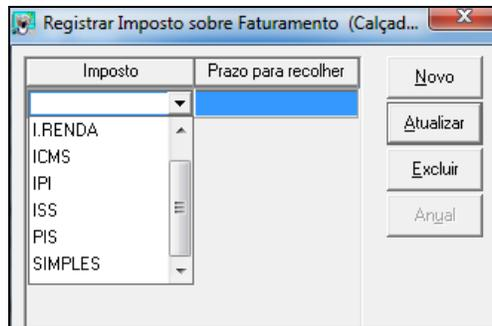 Registrar Imposto sobre Faturamento (Calçad...
Imposto
Prazo para recolher
Novo
Atualizar
Excluir
Anual
I.RENDA
ICMS
IPI
ISS
PIS
SIMPLES